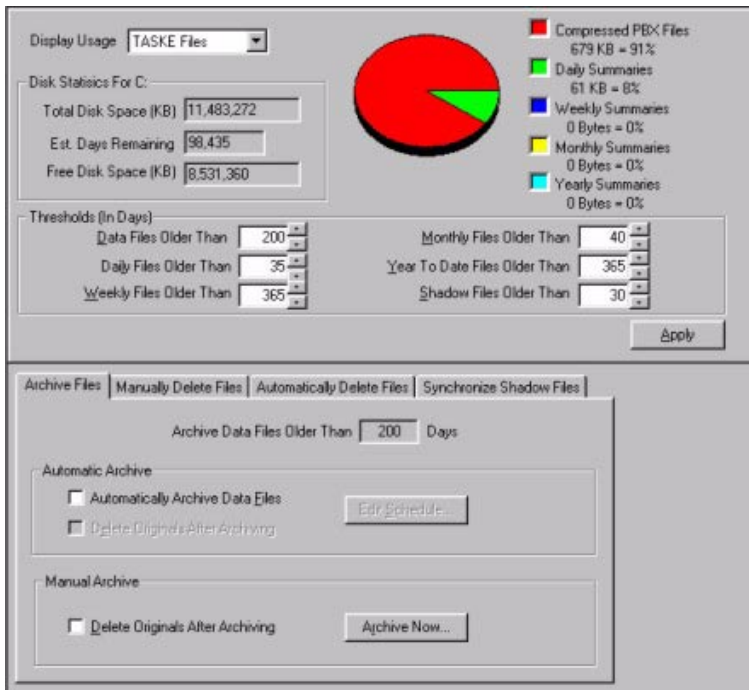 Display Usage TASKE Files
Disk Statisics For C:
Total Disk Space (KB) 11,483,272
Est. Days Remaining 98,435
Free Disk Space (KB) 8,531,360
Compressed PBX Files
679 KB = 91%
Daily Summaries
61 KB = 8%
Weekly Summaries
0 Bytes = 0%
Monthly Summaries
0 Bytes = 0%
Yearly Summaries
0 Bytes = 0%
Thresholds (In Days)
Data Files Older Than 200
Daily Files Older Than 35
Weekly Files Older Than 365
Monthly Files Older Than 40
Year To Date Files Older Than 365
Shadow Files Older Than 30
Apply
Archive Files Manually Delete Files Automatically Delete Files Synchronize Shadow Files
Archive Data Files Older Than 200 Days
Automatic Archive
Automatically Archive Data Files
Edit Schedule...
Delete Originals After Archiving
Manual Archive
Delete Originals After Archiving
Archive Now...